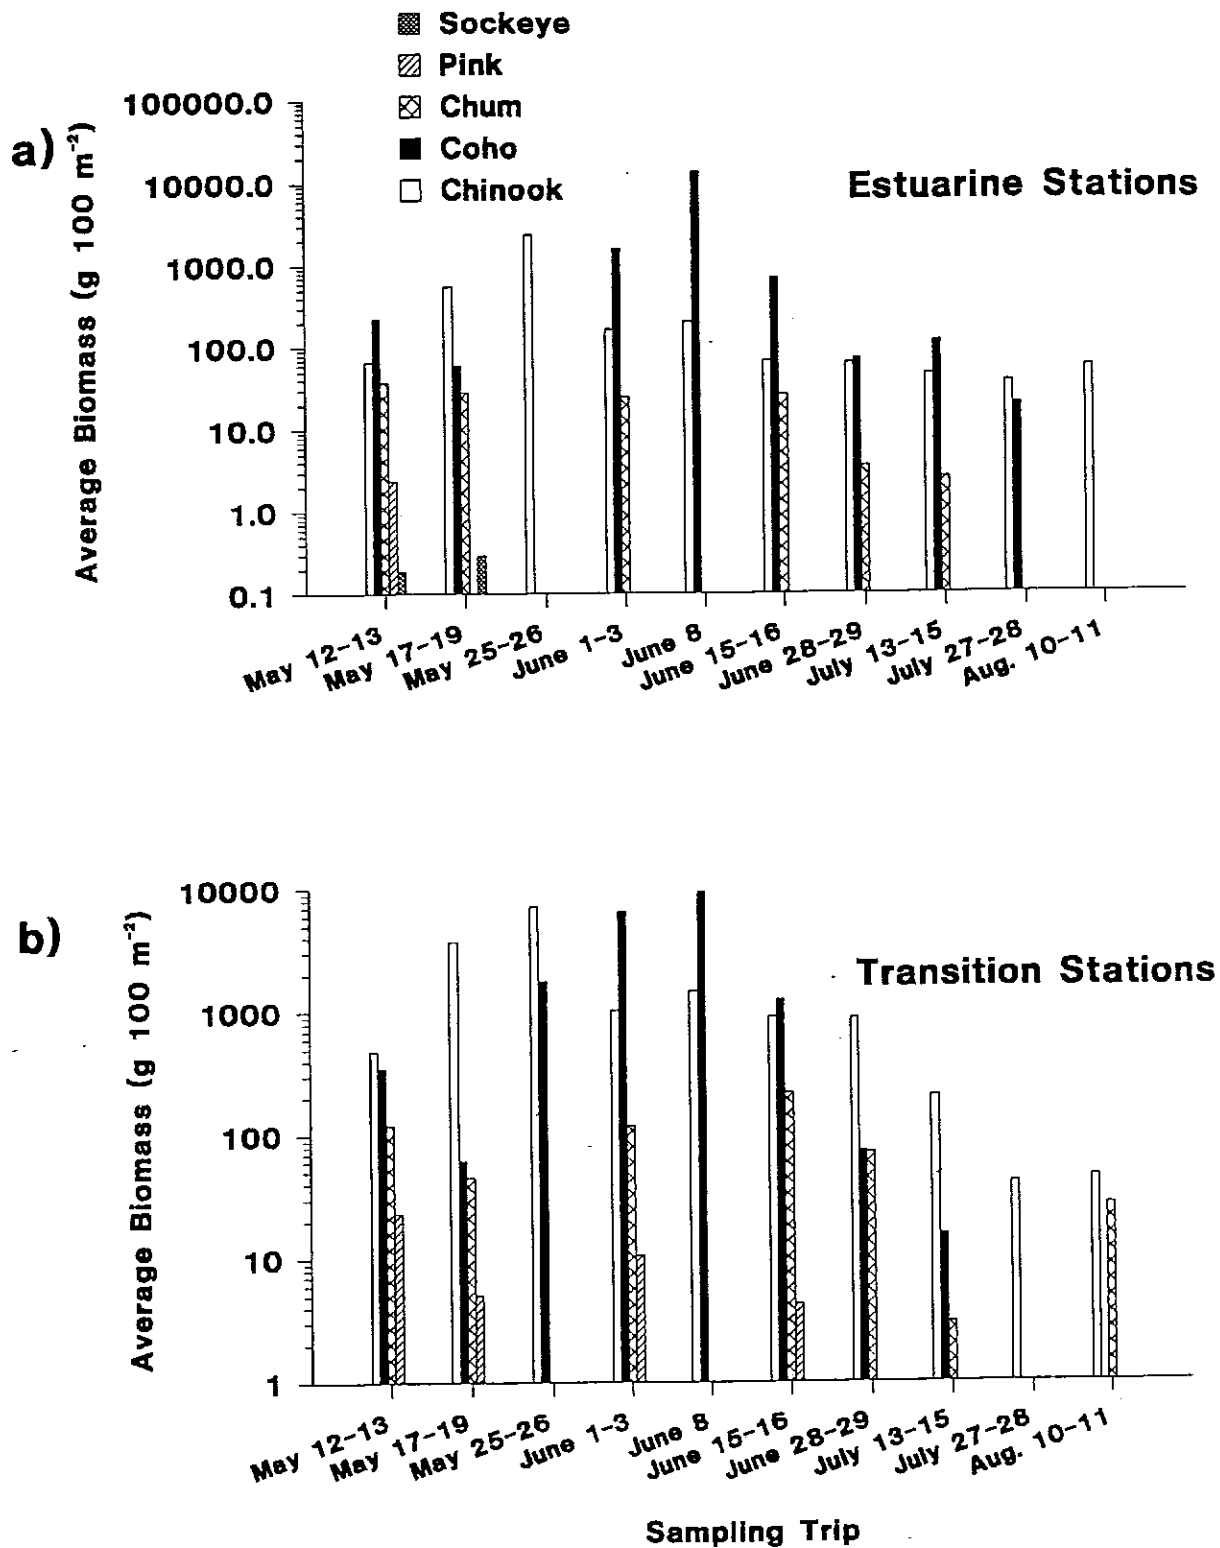 Sockeye
Pink
Chum
Coho
Chinook
a)
Estuarine Stations
Average Biomass (g 100 m⁻²)
100000.0
10000.0
1000.0
100.0
10.0
1.0
0.1
May 12-13
May 17-19
May 25-26
June 1-3
June 8
June 15-16
June 28-29
July 13-15
July 27-28
Aug. 10-11
b)
Transition Stations
Average Biomass (g 100 m⁻²)
10000
1000
100
10
1
May 12-13
May 17-19
May 25-26
June 1-3
June 8
June 15-16
June 28-29
July 13-15
July 27-28
Aug. 10-11
Sampling Trip